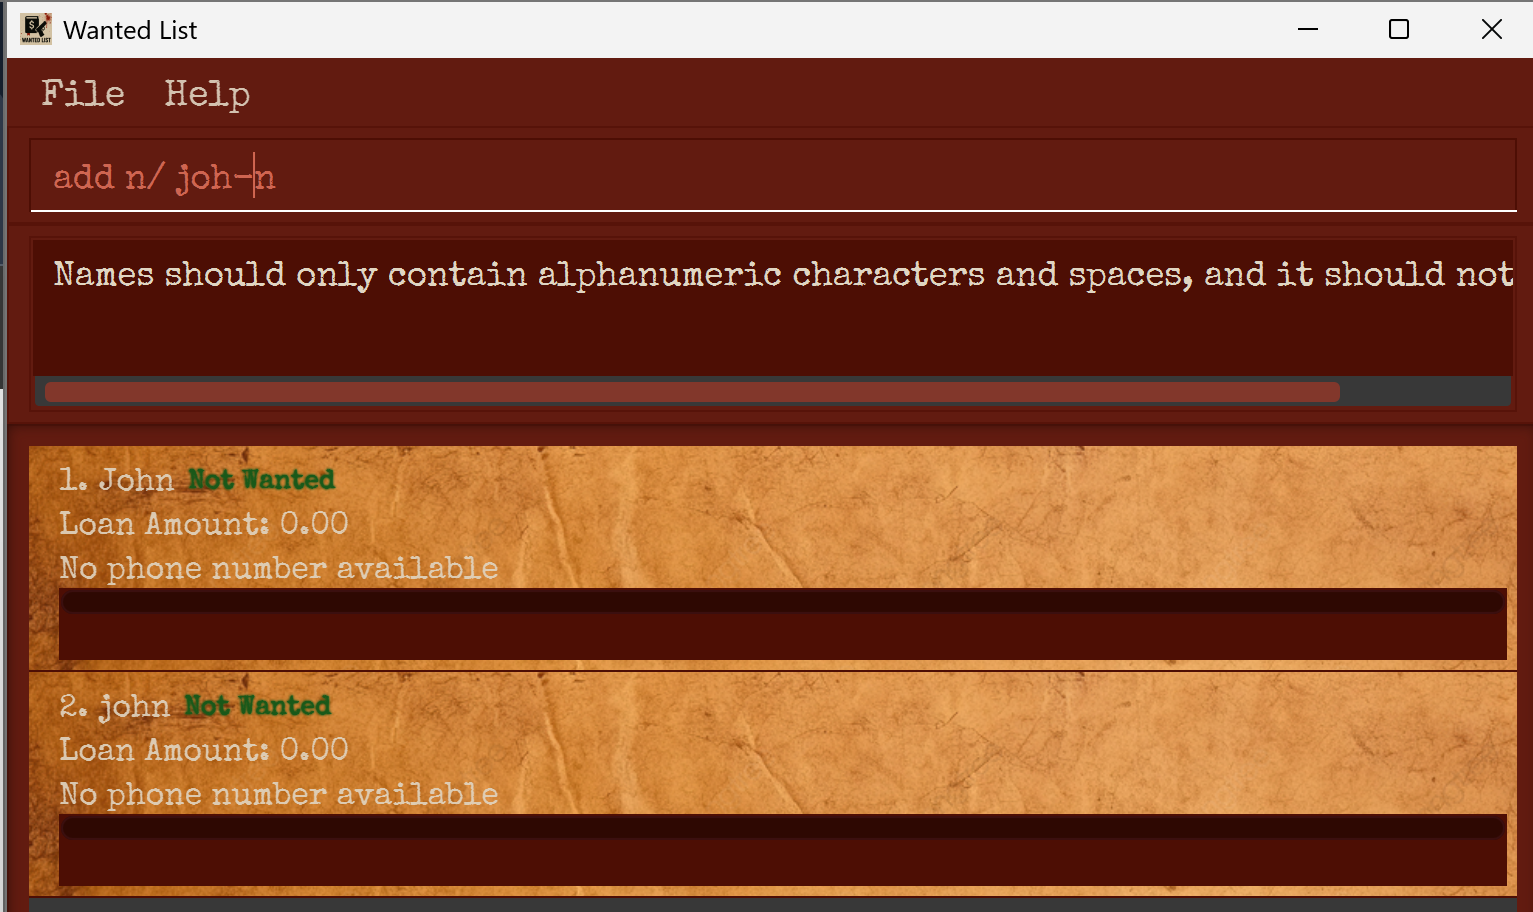 Wanted List
File Help
add n/ joh-n
Names should only contain alphanumeric characters and spaces, and it should not
1. John Not Wanted
Loan Amount: 0.00
No phone number available
2. john Not Wanted
Loan Amount: 0.00
No phone number available